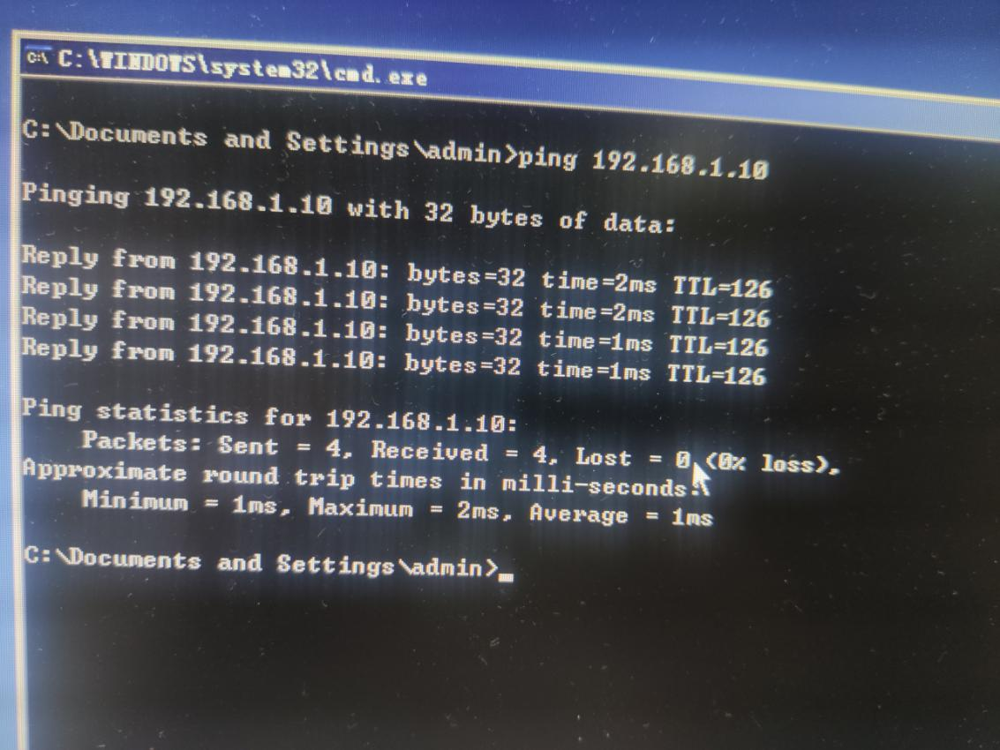 C:\WINDOWS\system32\cmd.exe
C:\Documents and Settings\admin>ping 192.168.1.10
Pinging 192.168.1.10 with 32 bytes of data:
Reply from 192.168.1.10: bytes=32 time=2ms TTL=126
Reply from 192.168.1.10: bytes=32 time=2ms TTL=126
Reply from 192.168.1.10: bytes=32 time=1ms TTL=126
Reply from 192.168.1.10: bytes=32 time=1ms TTL=126
Ping statistics for 192.168.1.10:
Packets: Sent = 4, Received = 4, Lost = 0 (0% loss),
Approximate round trip times in milli-seconds:
Minimum = 1ms, Maximum = 2ms, Average = 1ms
C:\Documents and Settings\admin>_